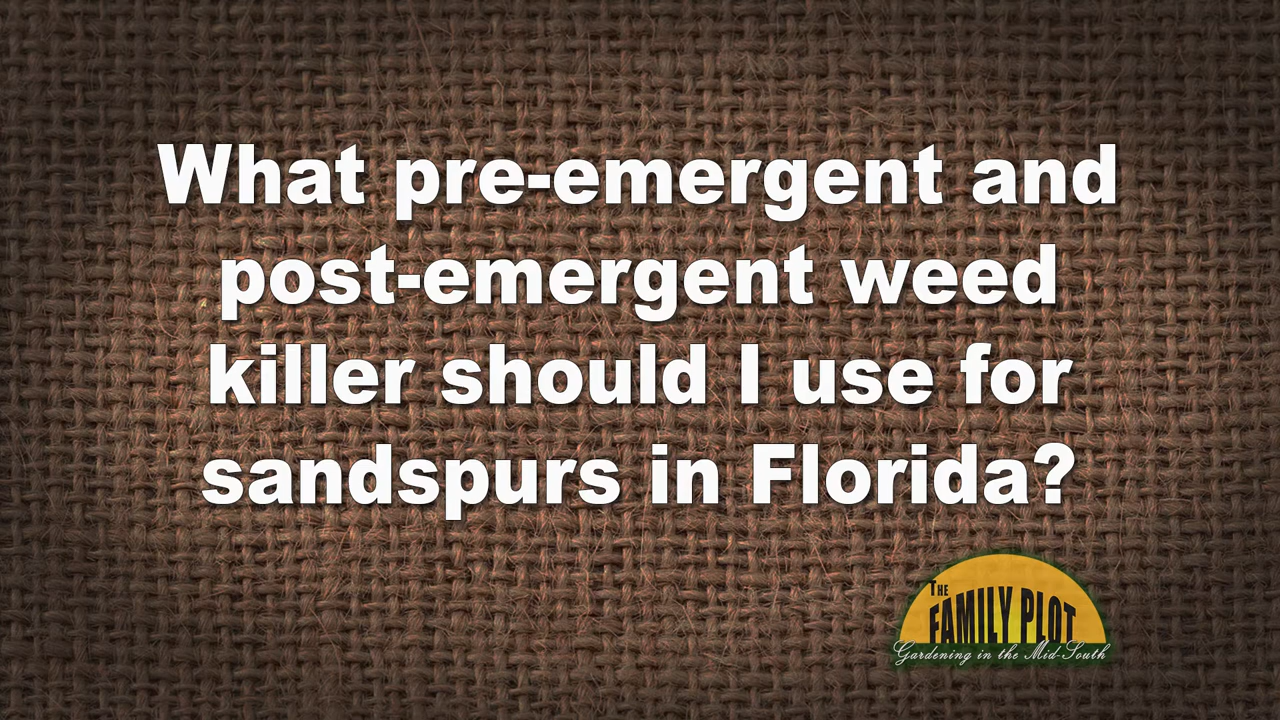 What pre-emergent and
post-emergent weed
killer should I use for
sandspurs in Florida?
THE
FAMILY PLOT
Gardening in the Mid-South